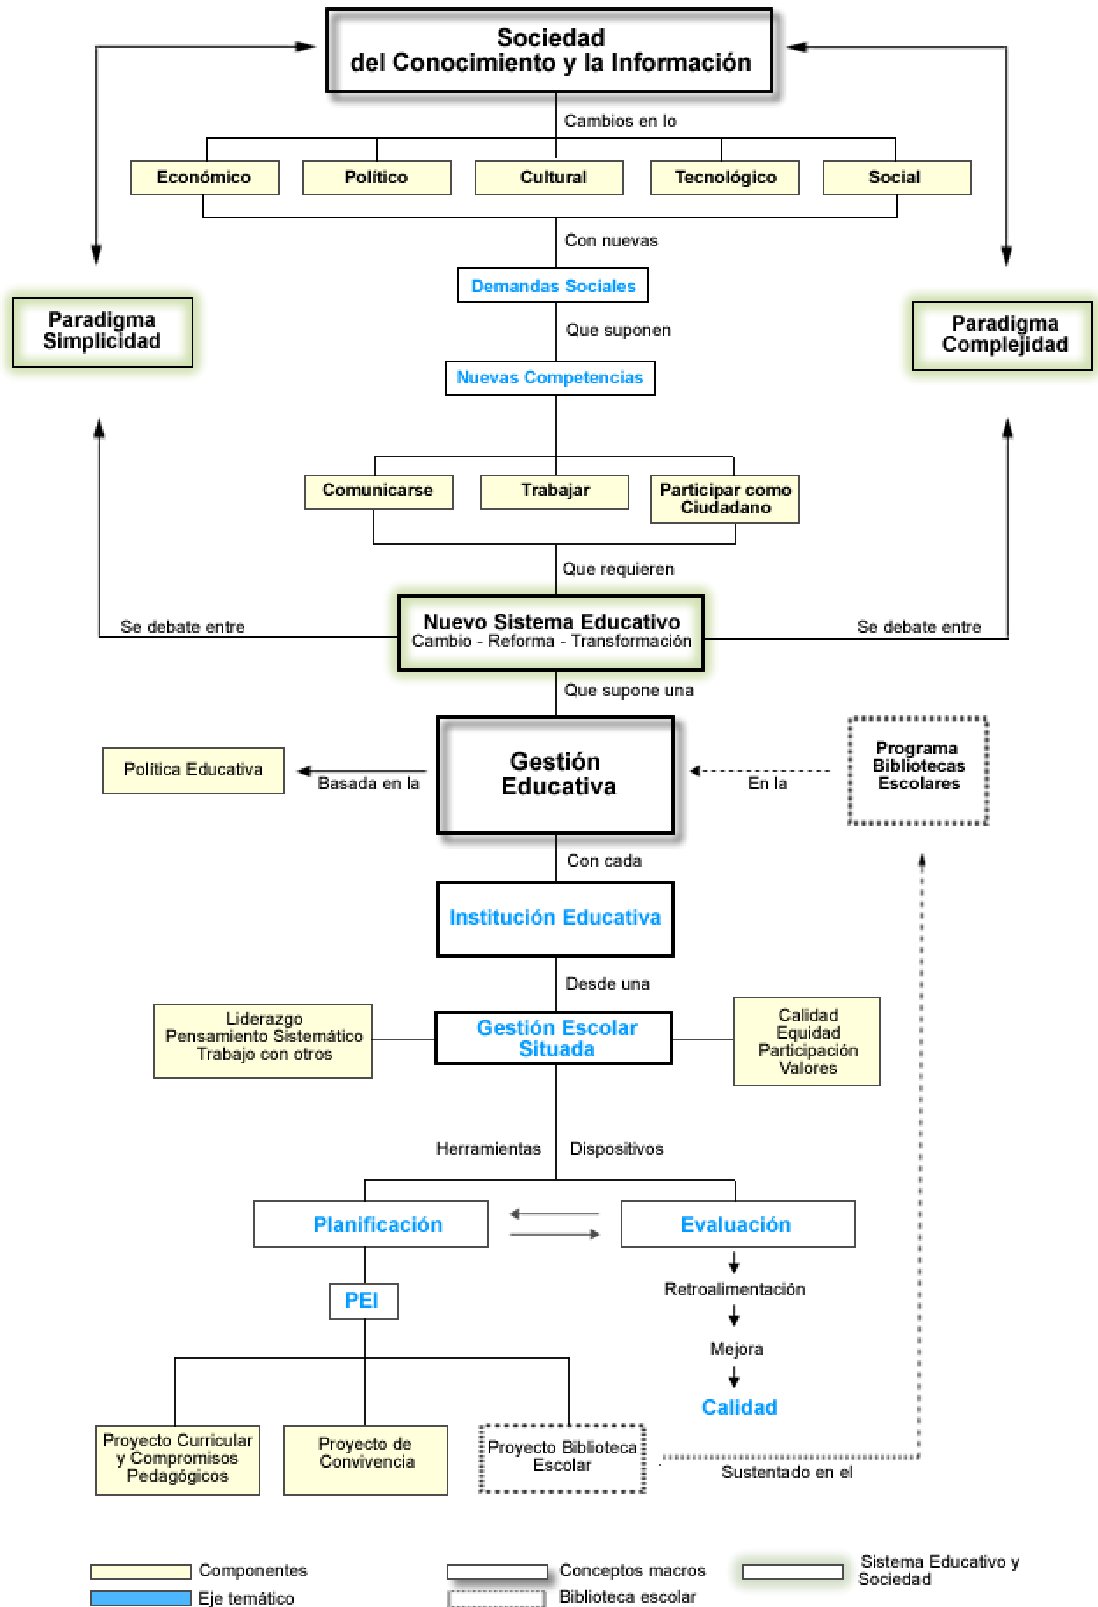 Sociedad
del Conocimiento y la Información
Cambios en lo
Económico
Político
Cultural
Tecnológico
Social
Con nuevas
Demandas Sociales
Paradigma
Simplicidad
Que suponen
Paradigma
Complejidad
Nuevas Competencias
Comunicarse
Trabajar
Participar como
Ciudadano
Que requieren
Nuevo Sistema Educativo
Cambio - Reforma - Transformación
Se debate entre
Se debate entre
Que supone una
Política Educativa
Basada en la
Gestión
Educativa
En la
Programa
Bibliotecas
Escolares
Con cada
Institución Educativa
Desde una
Liderazgo
Pensamiento Sistemático
Trabajo con otros
Gestión Escolar
Situada
Calidad
Equidad
Participación
Valores
Herramientas
Dispositivos
Planificación
Evaluación
Retroalimentación
PEI
Mejora
Calidad
Proyecto Curricular
y Compromisos
Pedagógicos
Proyecto de
Convivencia
Proyecto Biblioteca
Escolar
Sustentado en el
Componentes
Conceptos macros
Sistema Educativo y
Sociedad
Eje temático
Biblioteca escolar